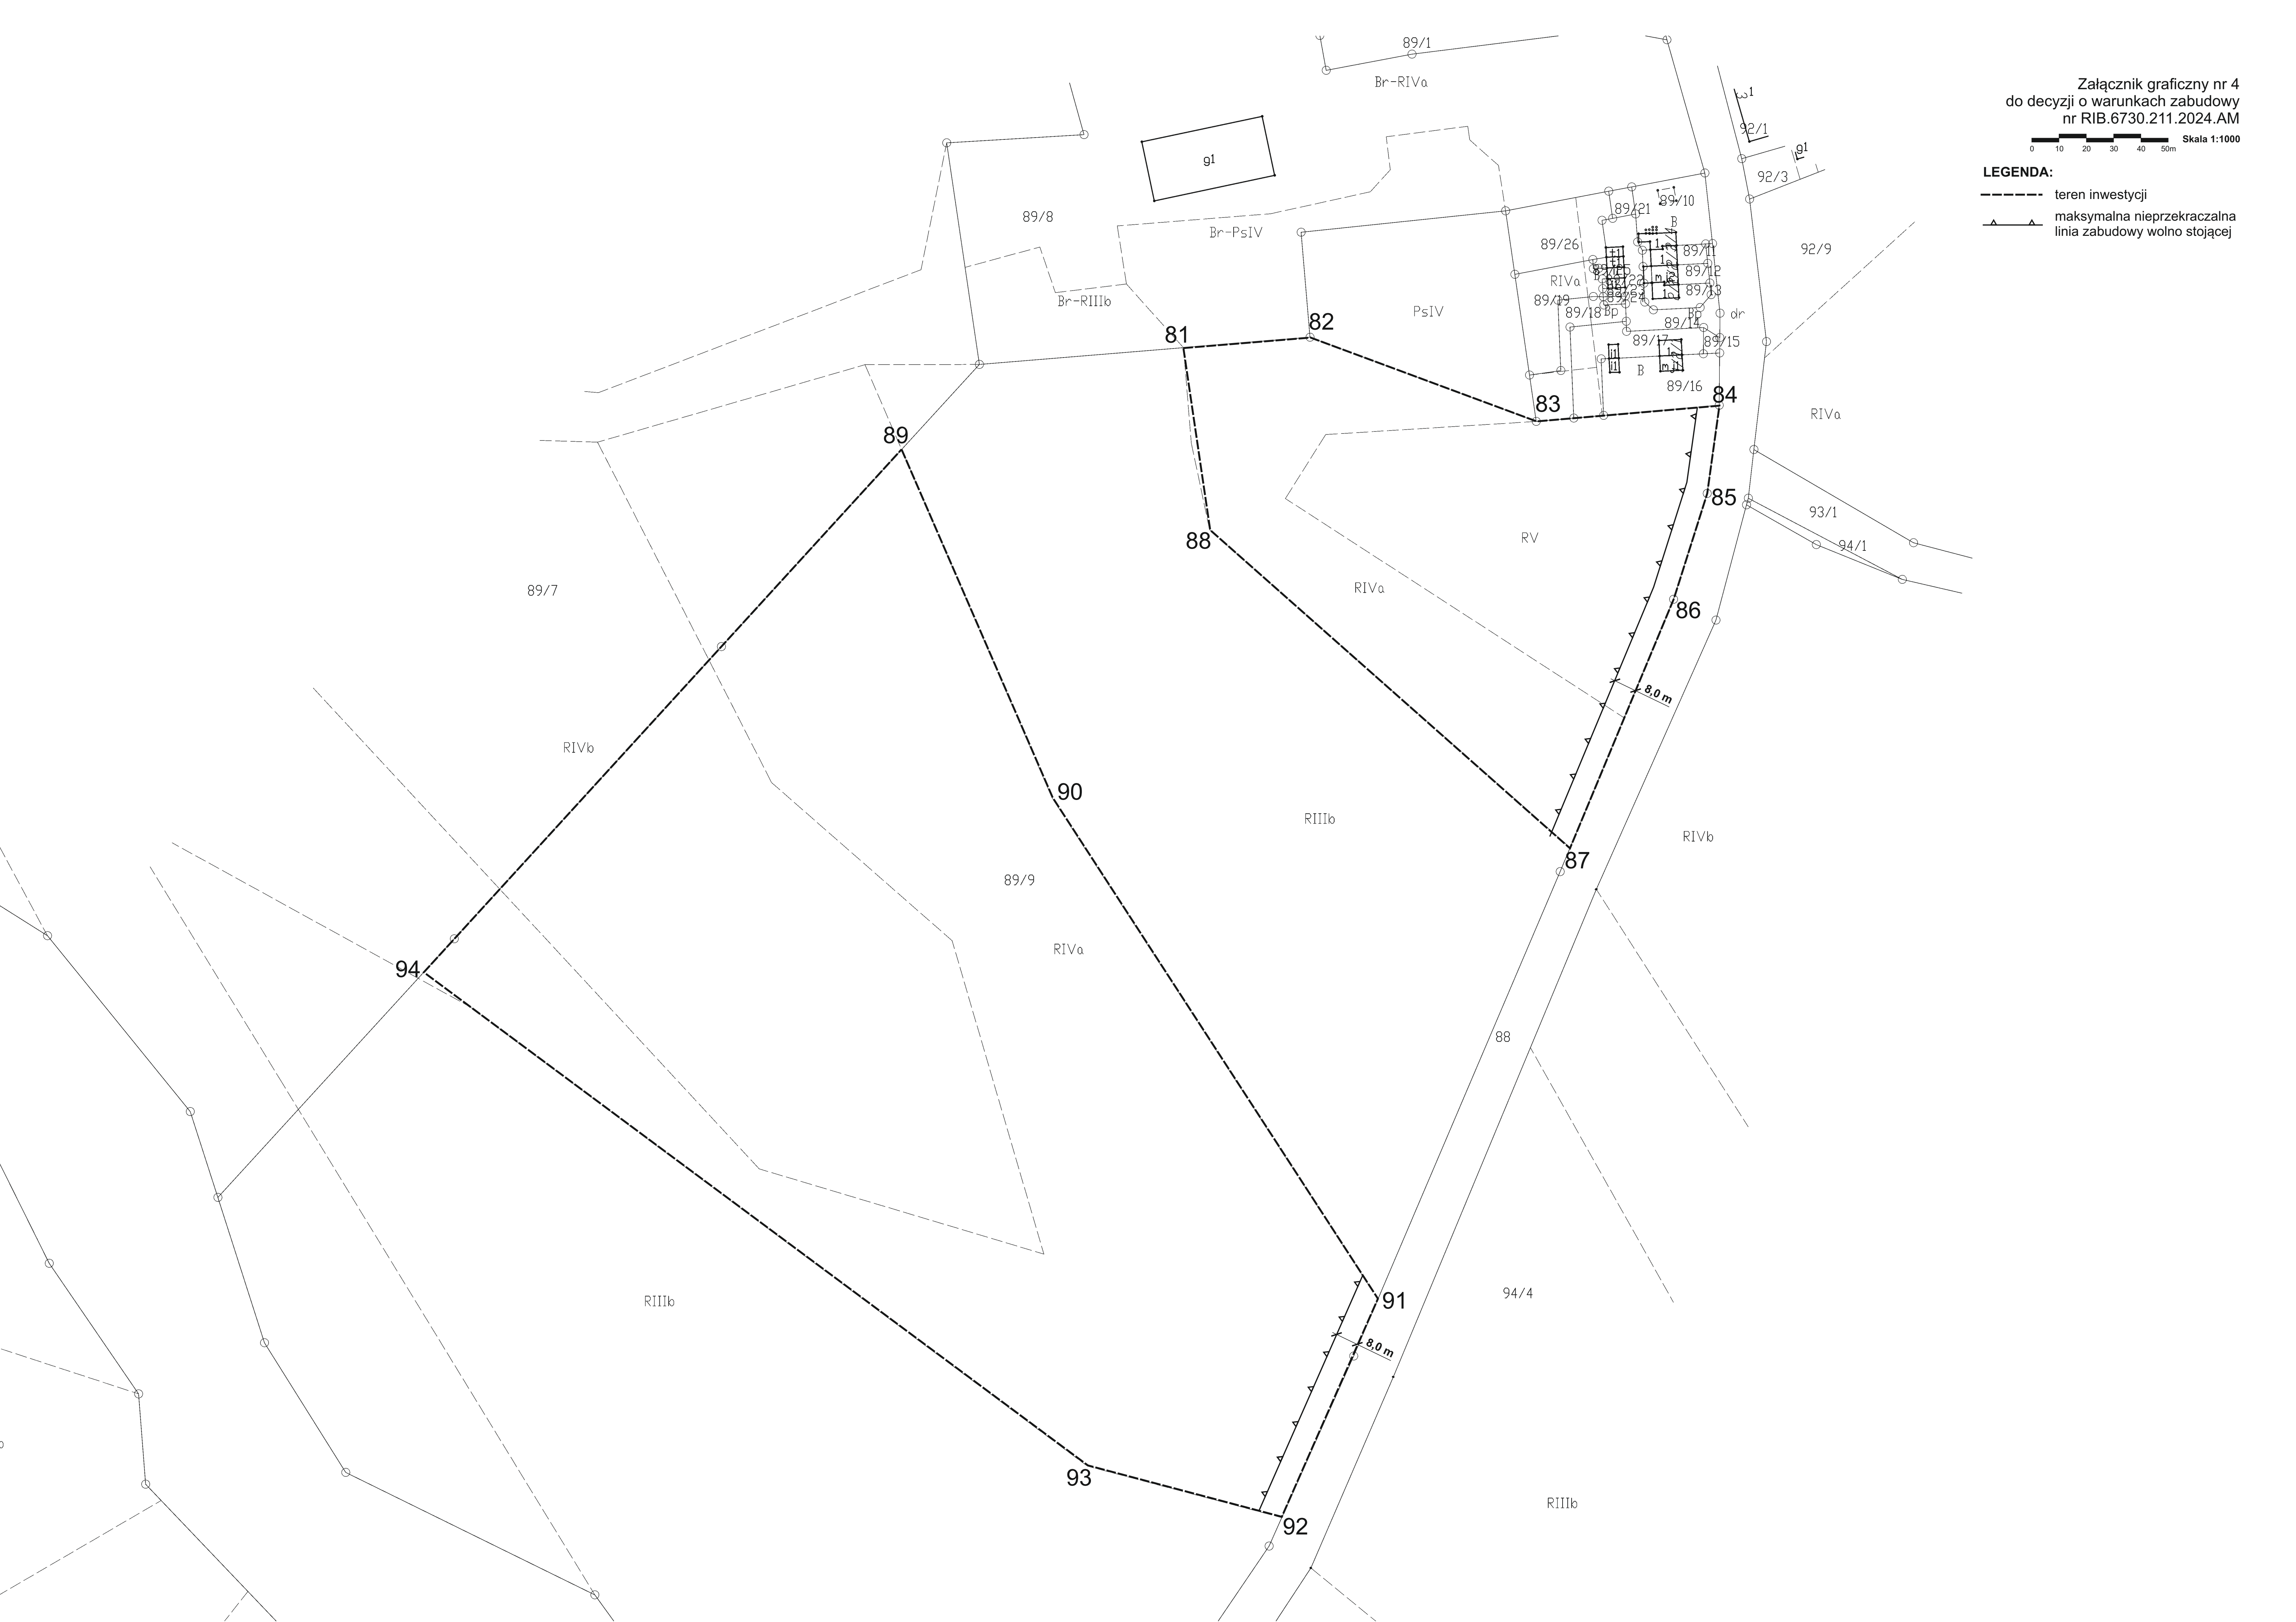 Załącznik graficzny nr 4
do decyzji o warunkach zabudowy
nr RIB.6730.211.2024.AM
Skala 1:1000
0 10 20 30 40 50m
LEGENDA:
teren inwestycji
maksymalna nieprzekraczalna
linia zabudowy wolno stojącej
89/1
Br-RIVa
92/1
g1
g1
92/3
89/8
89/21
89/10
B
Br-PsIV
89/26
92/9
89/11
89/12
89/13
RIVa
Br-RIIIb
89/19
89/18
Bp
Bp
dr
PsIV
89/24
89/14
81
82
89/17
89/15
B
89/16
83
84
RIVa
89
85
93/1
88
RV
94/1
89/7
RIVa
86
8,0 m
RIVb
90
RIIIb
RIVb
87
89/9
RIVa
94
88
91
94/4
RIIIb
8,0 m
93
92
RIIIb